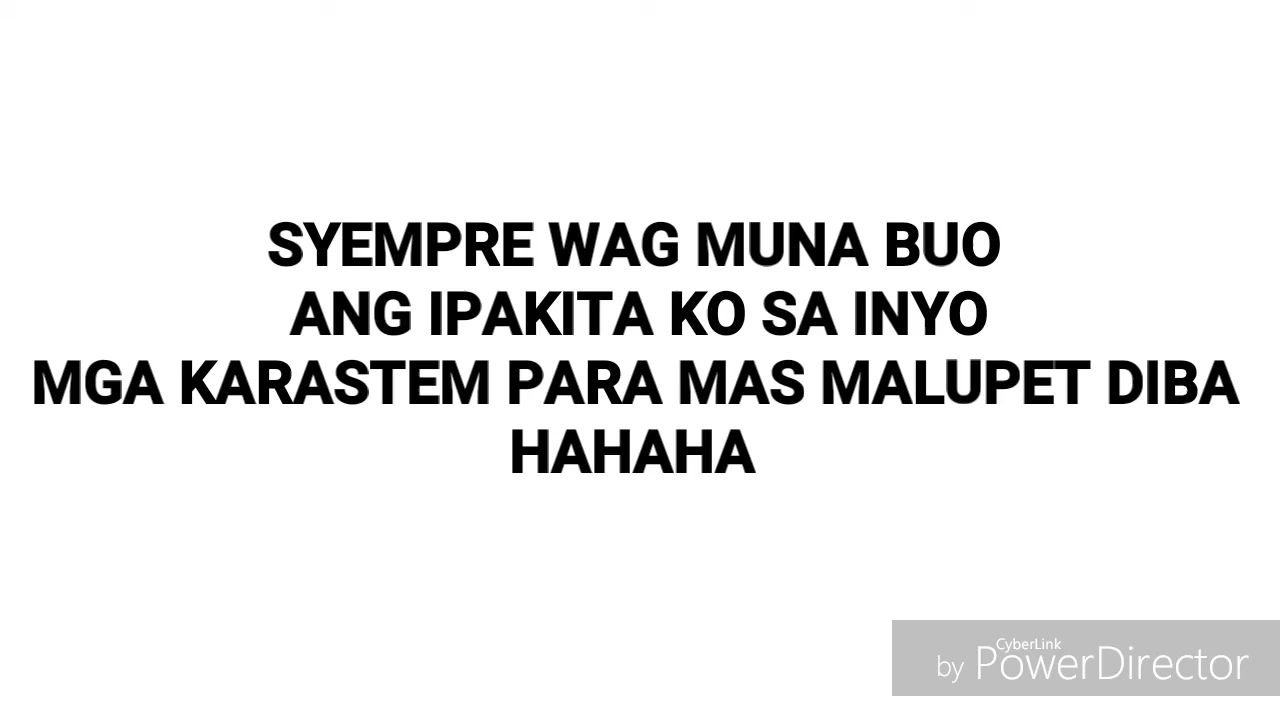 SYEMPRE WAG MUNA BUO
ANG IPAKITA KO SA INYO
MGA KARASTEM PARA MAS MALUPET DIBA
HAHAHA
CyberLink
by PowerDirector